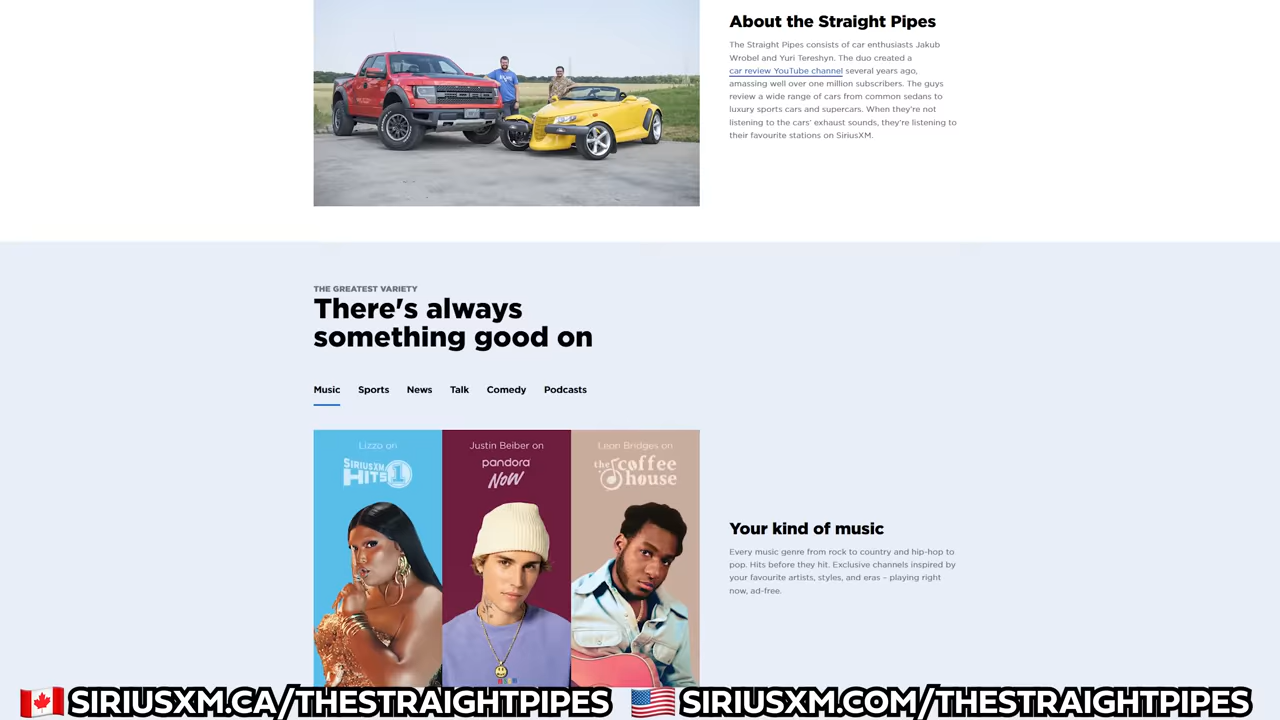 About the Straight Pipes
The Straight Pipes consists of car enthusiasts Jakub
Wrobel and Yuri Tereshyn. The duo created a
car review YouTube channel several years ago,
amassing well over one million subscribers. The guys
review a wide range of cars from common sedans to
luxury sports cars and supercars. When they're not
listening to the cars' exhaust sounds, they're listening to
their favourite stations on SiriusXM.
THE GREATEST VARIETY
There's always
something good on
Music Sports News Talk Comedy Podcasts
Lizzo on
SIRIUSXM
HITS 1
Justin Beiber on
pandora
NOW
Leon Bridges on
the coffee
house
Your kind of music
Every music genre from rock to country and hip-hop to
pop. Hits before they hit. Exclusive channels inspired by
your favourite artists, styles, and eras – playing right
now, ad-free.
SIRIUSXM.CA/THESTRAIGHTPIPES SIRIUSXM.COM/THESTRAIGHTPIPES